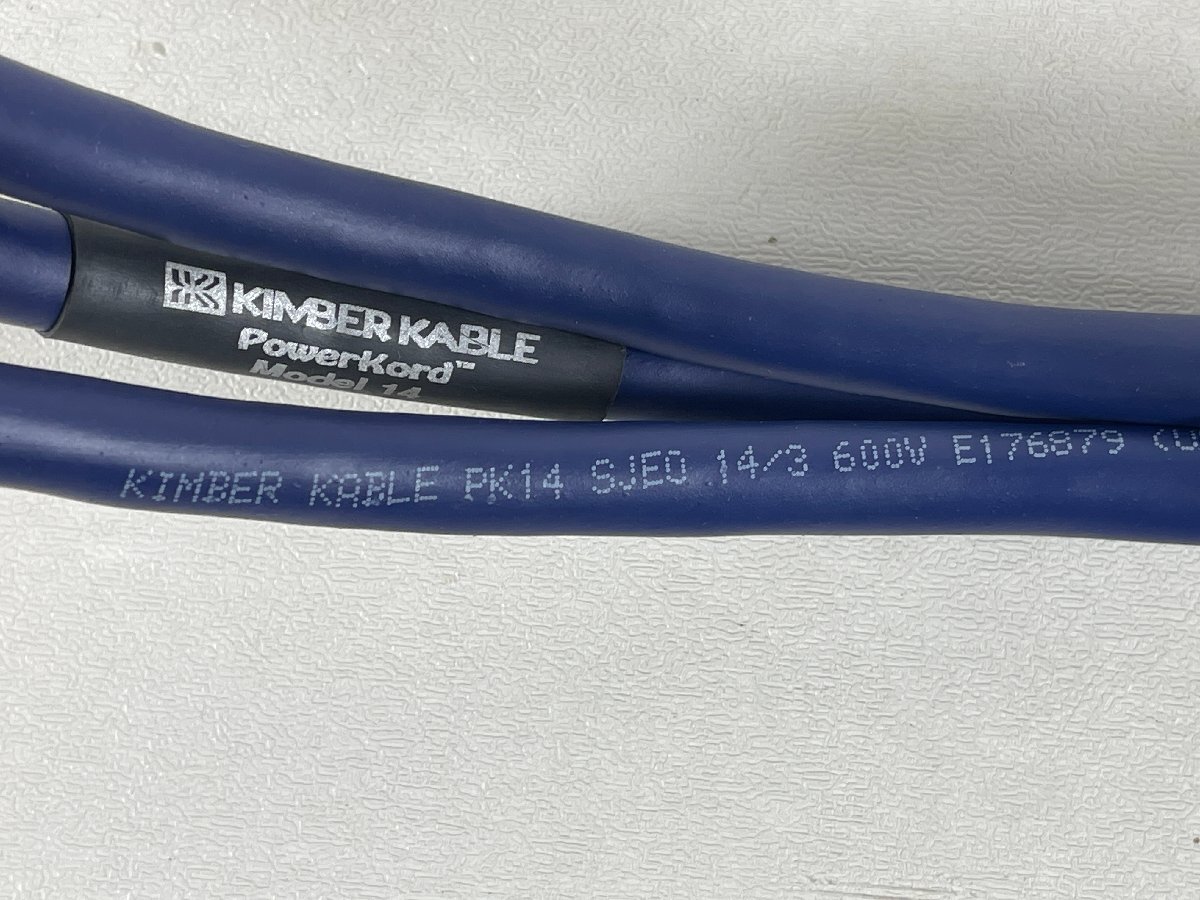 KIMBER KABLE
PowerKord™
Model 14
KIMBER KABLE PK14 SJEO 14/3 600V E176879